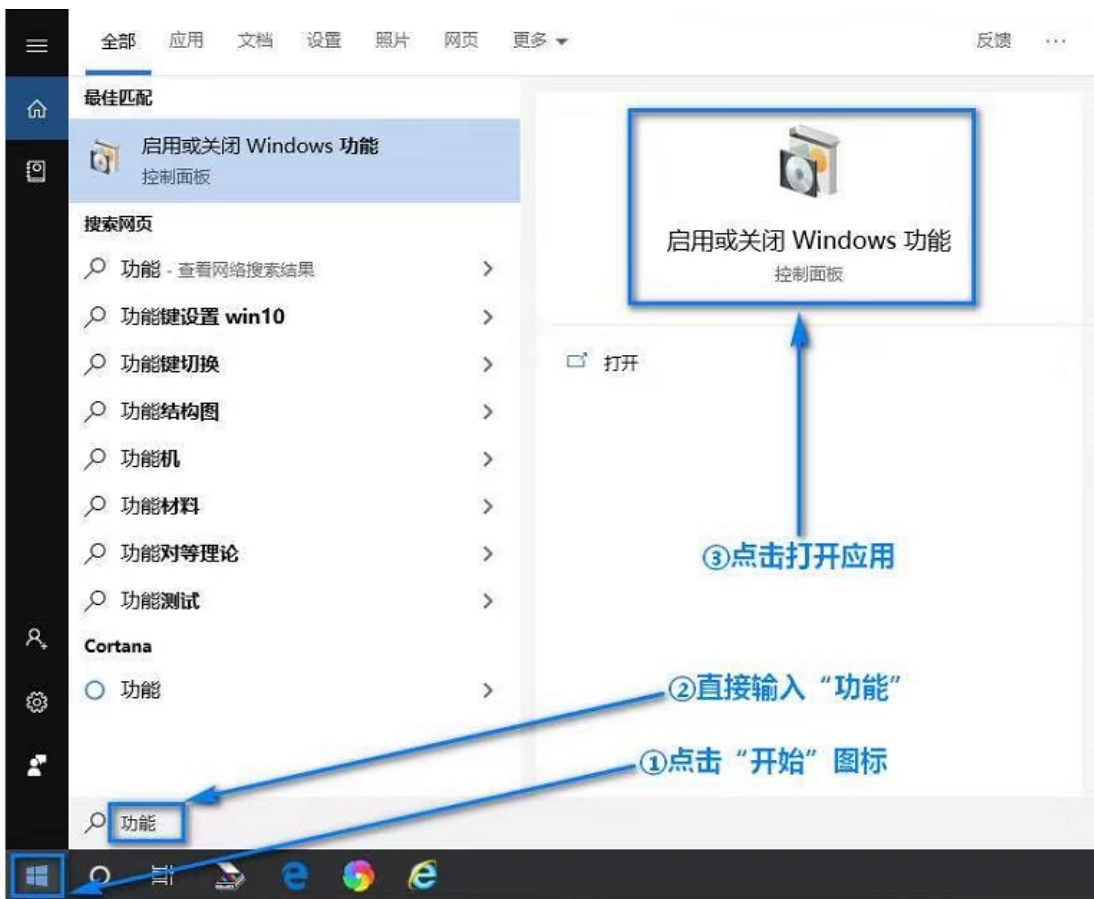 全部 应用 文档 设置 照片 网页 更多 反馈 ···
最佳匹配
启用或关闭 Windows 功能
控制面板
搜索网页
功能 - 查看网络搜索结果
功能键设置 win10
功能键切换
功能结构图
功能机
功能材料
功能对等理论
功能测试
Cortana
功能
功能
启用或关闭 Windows 功能
控制面板
打开
③点击打开应用
②直接输入“功能”
①点击“开始”图标